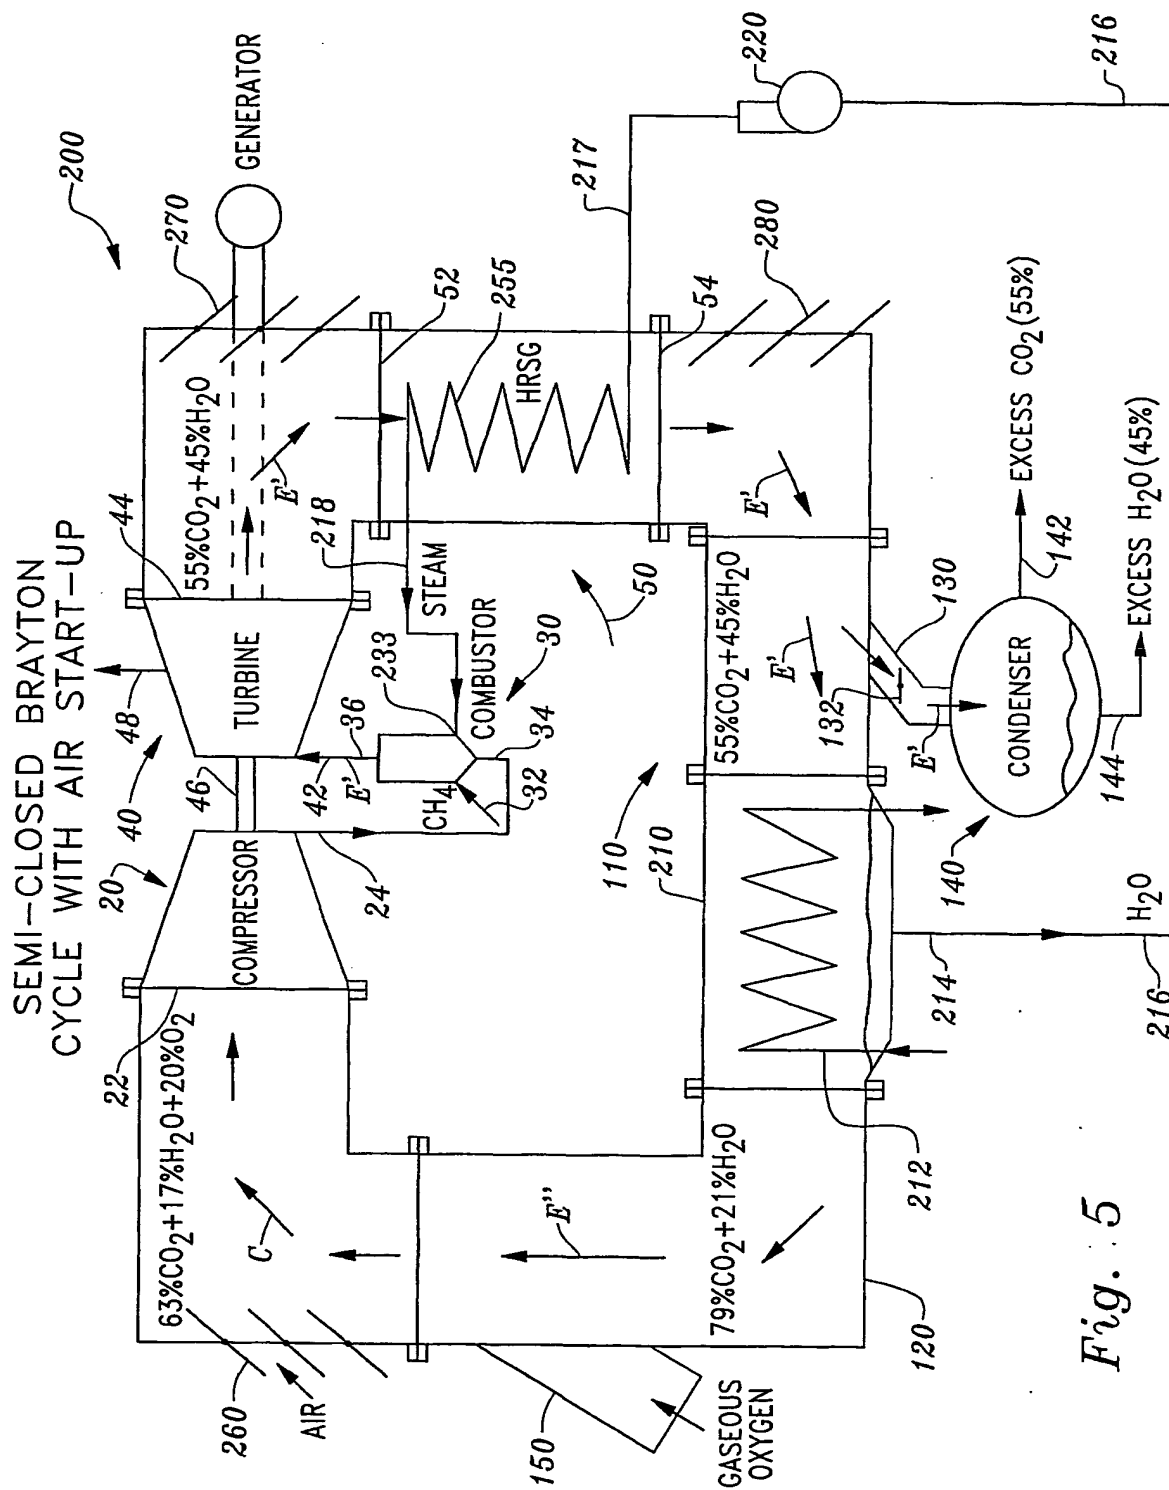 SEMI-CLOSED BRAYTON
CYCLE WITH AIR START-UP
200
GENERATOR
270
220
216
217
20
40
48
44
22
COMPRESSOR
46
TURBINE
55%CO2+45%H2O
E'
52
255
HRSG
54
280
63%CO2+17%H2O+20%O2
C
24
42
E'
36
CH4
32
34
233
COMBUSTOR
30
STEAM
218
50
260
AIR
150
GASEOUS
OXYGEN
E''
79%CO2+21%H2O
120
110
210
212
214
H2O
216
55%CO2+45%H2O
E'
E'
132
E'
130
140
CONDENSER
142
EXCESS CO2(55%)
144
EXCESS H2O(45%)
Fig. 5